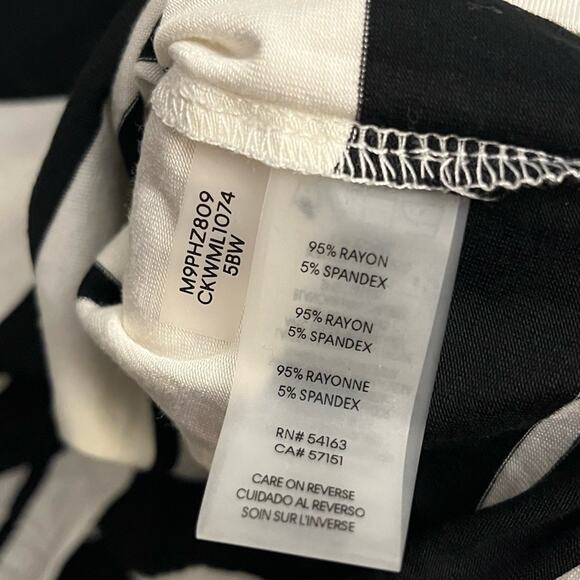 M9PHZ809
CKWML1074
5BW
95% RAYON
5% SPANDEX
95% RAYON
5% SPANDEX
95% RAYONNE
5% SPANDEX
RN# 54163
CA# 57151
CARE ON REVERSE
CUIDADO AL REVERSO
SOIN SUR L'INVERSE